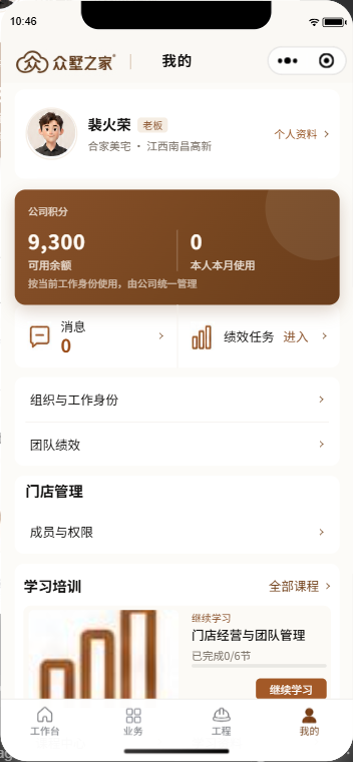 10:46
众墅之家
我的
裴火荣 老板
合家美宅 · 江西南昌高新
个人资料
公司积分
9,300 0
可用余额 本人本月使用
按当前工作身份使用，由公司统一管理
消息
0
绩效任务 进入
组织与工作身份
团队绩效
门店管理
成员与权限
学习培训 全部课程
继续学习
门店经营与团队管理
已完成0/6节
继续学习
工作台 业务 工程 我的